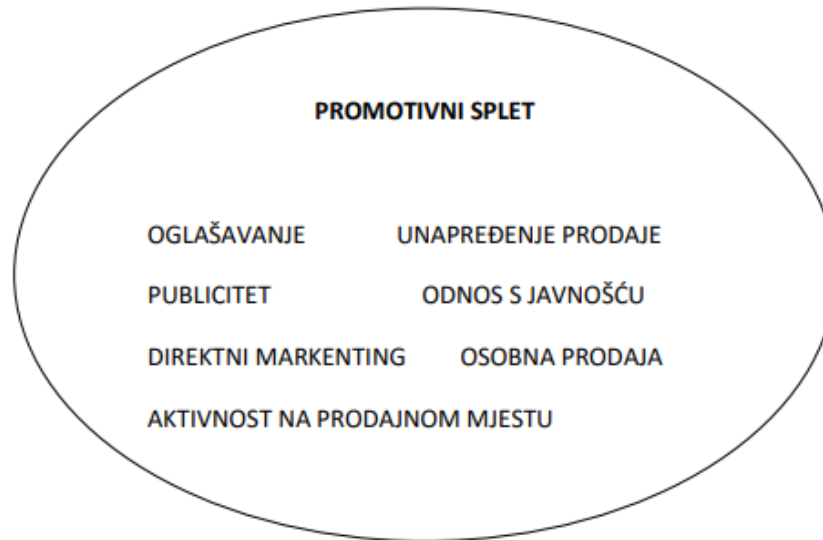 PROMOTIVNI SPLET
OGLAŠAVANJE UNAPREĐENJE PRODAJE
PUBLICITET ODNOS S JAVNOŠĆU
DIREKTNI MARKENTING OSOBNA PRODAJA
AKTIVNOST NA PRODAJNOM MJESTU